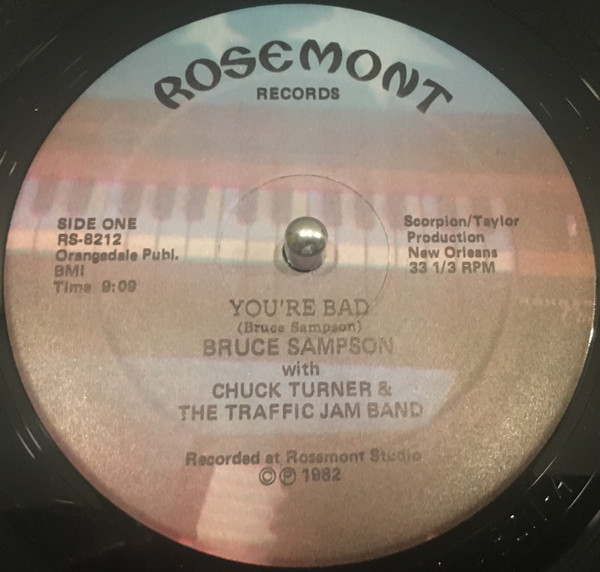 ROSEMONT
RECORDS
SIDE ONE
RS-8212
Orangedale Publ.
BMI
Time 9:09
Scorpion/Taylor
Production
New Orleans
33 1/3 RPM
YOU'RE BAD
(Bruce Sampson)
BRUCE SAMPSON
with
CHUCK TURNER &
THE TRAFFIC JAM BAND
Recorded at Rosemont Studio
© ℗ 1982